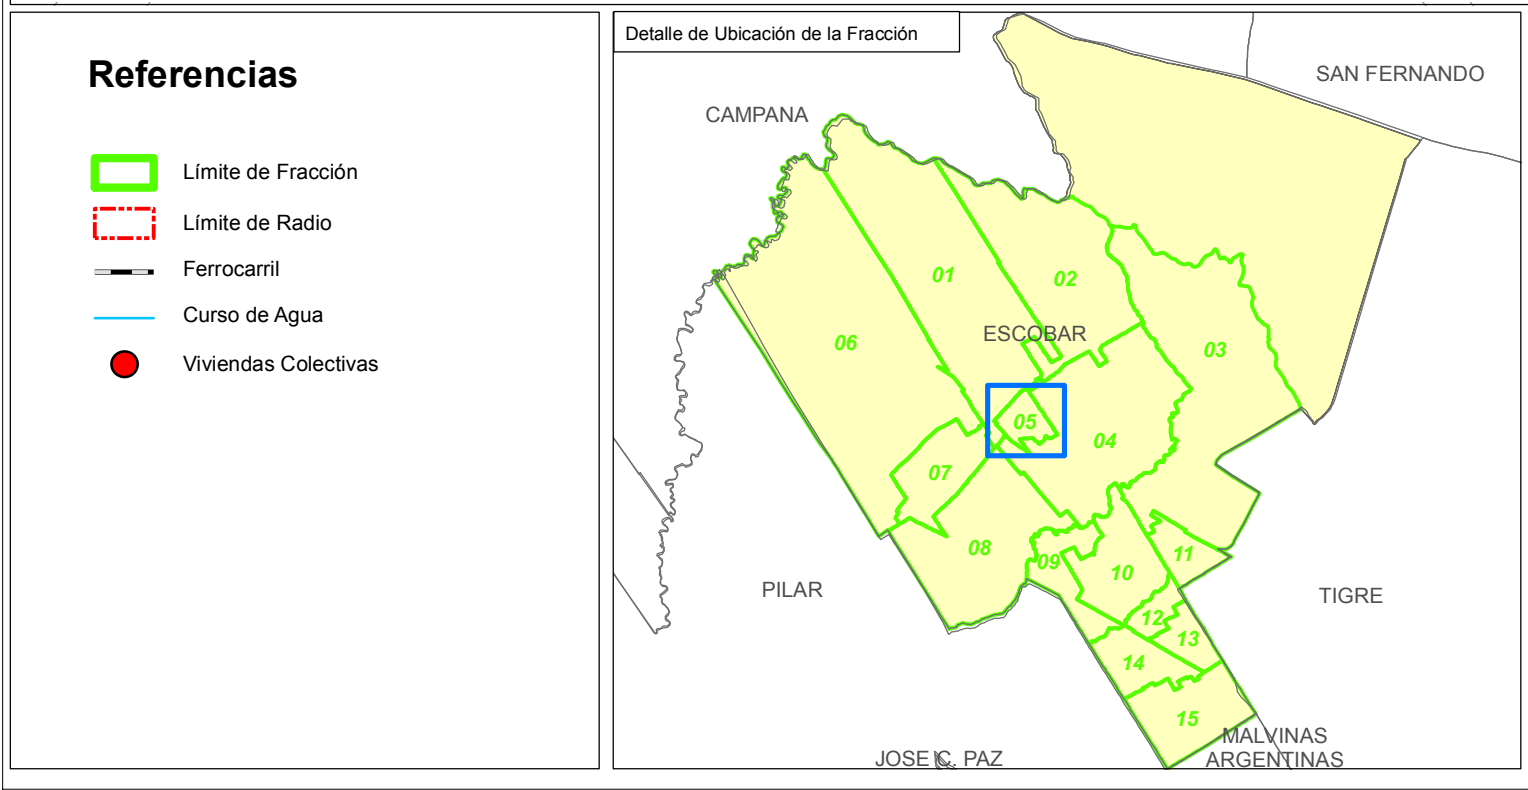 Referencias
Límite de Fracción
Límite de Radio
Ferrocarril
Curso de Agua
Viviendas Colectivas
Detalle de Ubicación de la Fracción
SAN FERNANDO
CAMPANA
01
02
ESCOBAR
06
03
05
04
07
08
09
10
11
PILAR
TIGRE
12
13
14
15
MALVINAS
ARGENTINAS
JOSE C. PAZ